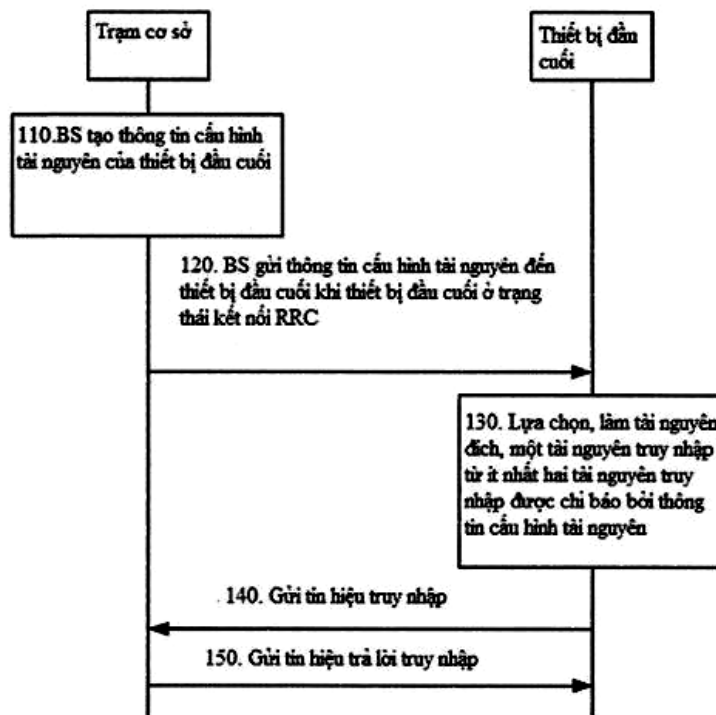 Trạm cơ sở
Thiết bị đầu
cuối
110.BS tạo thông tin cấu hình
tài nguyên của thiết bị đầu cuối
120. BS gửi thông tin cấu hình tài nguyên đến
thiết bị đầu cuối khi thiết bị đầu cuối ở trạng
thái kết nối RRC
130. Lựa chọn, làm tài nguyên
đích, một tài nguyên truy nhập
từ ít nhất hai tài nguyên truy
nhập được chỉ báo bởi thông
tin cấu hình tài nguyên
140. Gửi tín hiệu truy nhập
150. Gửi tín hiệu trả lời truy nhập